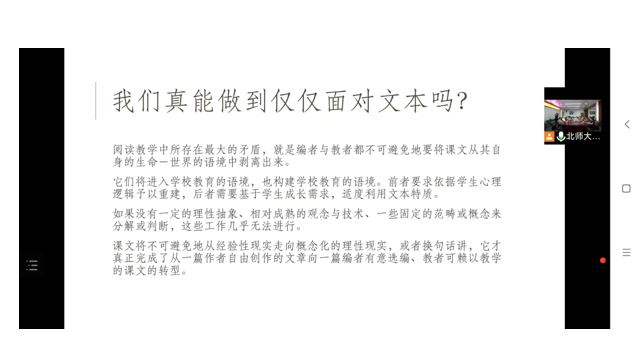 我们真能做到仅仅面对文本吗?
阅读教学中所存在最大的矛盾，就是编者与教者都不可避免地要将课文从其自
身的生命—世界的语境中剥离出来。
它们将进入学校教育的语境，也构建学校教育的语境。前者要求依据学生心理
逻辑予以重建，后者需要基于学生成长需求，适度利用文本特质。
如果没有一定的理性抽象、相对成熟的观念与技术、一些固定的范畴或概念来
分解或判断，这些工作几乎无法进行。
课文将不可避免地从经验性现实走向概念化的理性现实，或者换句话讲，它才
真正完成了从一篇作者自由创作的文章向一篇编者有意选编、教者可赖以教学
的课文的转型。
北师大...